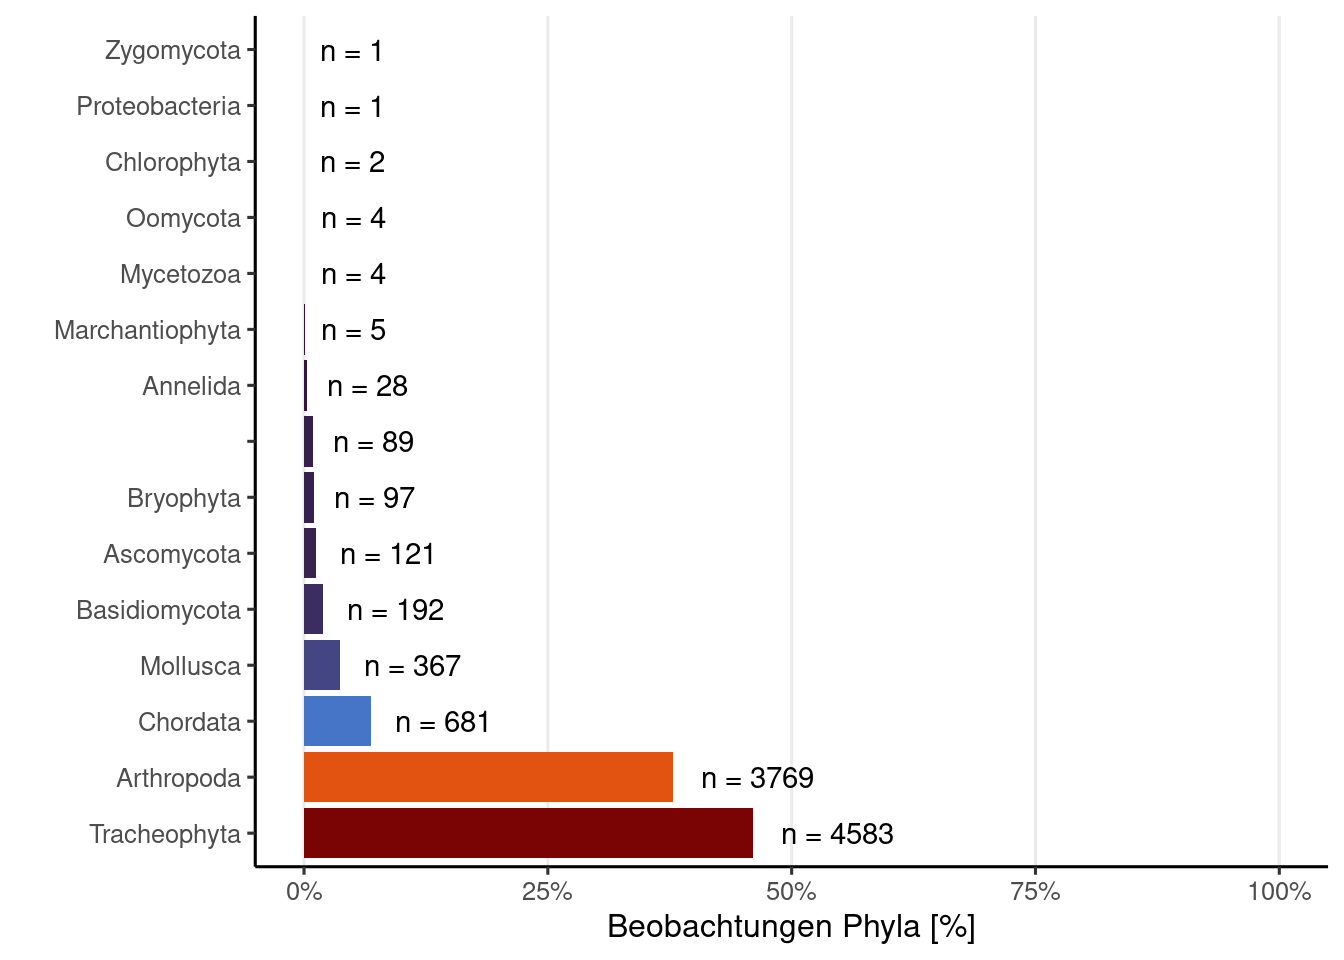 Zygomycota n = 1
Proteobacteria n = 1
Chlorophyta n = 2
Oomycota n = 4
Mycetozoa n = 4
Marchantiophyta n = 5
Annelida n = 28
n = 89
Bryophyta n = 97
Ascomycota n = 121
Basidiomycota n = 192
Mollusca n = 367
Chordata n = 681
Arthropoda n = 3769
Tracheophyta n = 4583
0% 25% 50% 75% 100%
Beobachtungen Phyla [%]